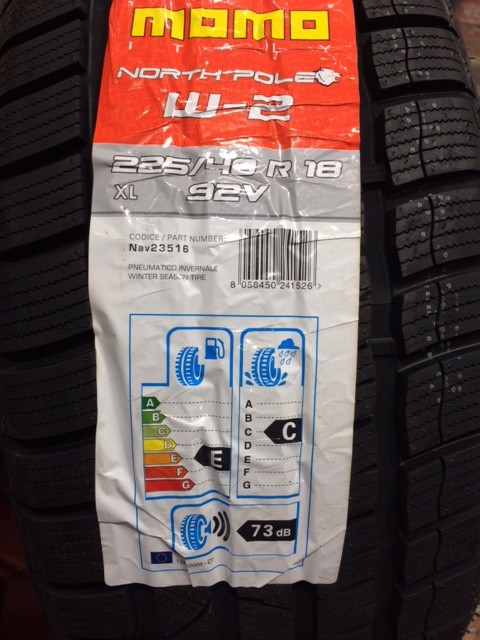 momo
ITALY
NORTH POLE
W-2
225/40 R 18
XL 92V
CODICE / PART NUMBER:
Nav23516
PNEUMATICO INVERNALE
WINTER SEASON TIRE
8 058450 241526 >
A
B
C
D
E
F
G
E
A
B
C
D
E
F
G
C
73 dB